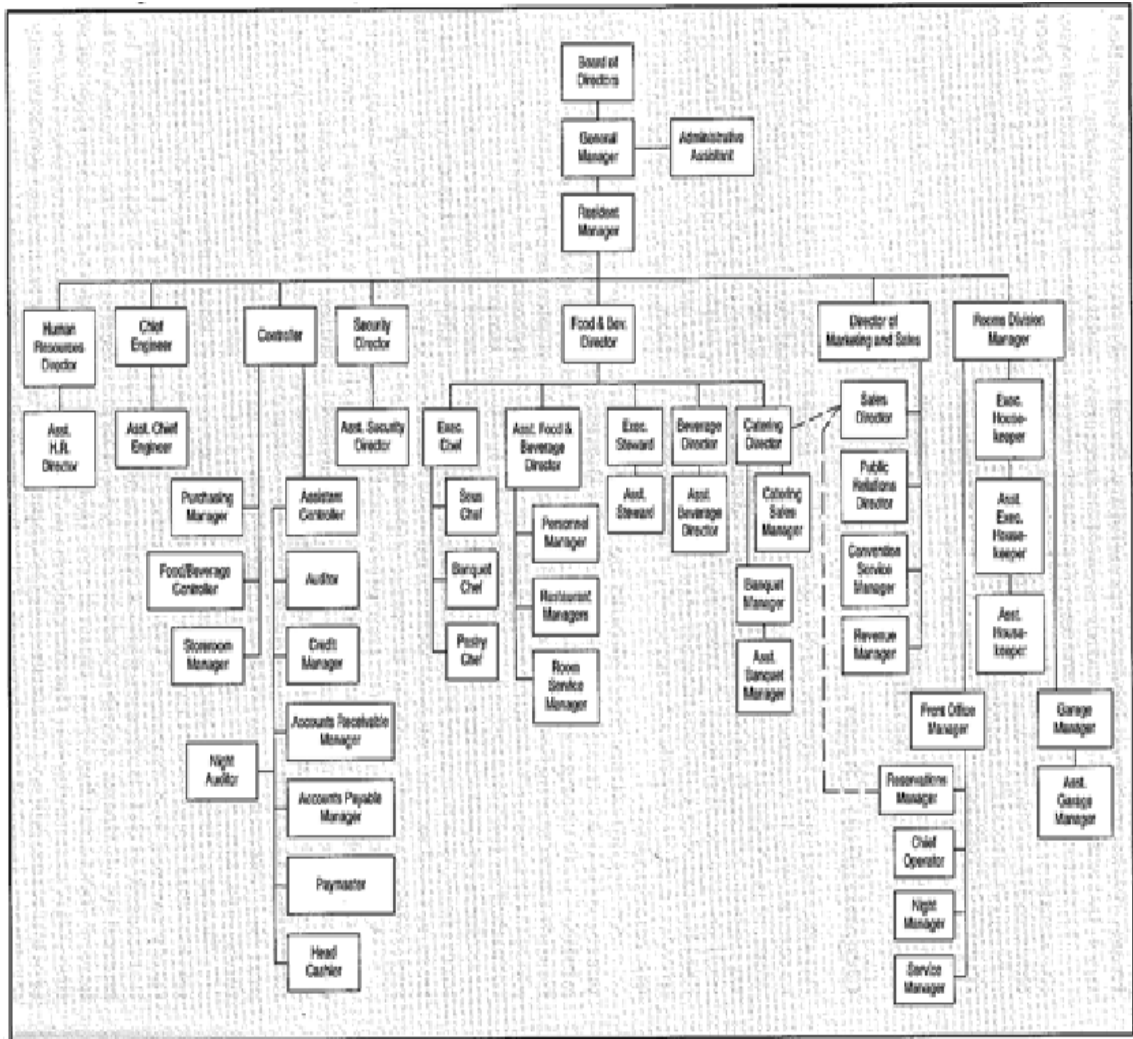 Board of
Directors
General
Manager
Administrative
Assistant
Resident
Manager
Human
Resources
Director
Chief
Engineer
Controller
Security
Director
Food & Bev.
Director
Director of
Marketing and Sales
Rooms Division
Manager
Asst.
H.R.
Director
Asst. Chief
Engineer
Asst. Security
Director
Exec.
Chef
Asst. Food &
Beverage
Director
Exec.
Steward
Beverage
Director
Catering
Director
Sales
Director
Exec.
House-
keeper
Purchasing
Manager
Assistant
Controller
Sous
Chef
Personnel
Manager
Asst.
Steward
Asst.
Beverage
Director
Catering
Sales
Manager
Public
Relations
Director
Asst.
Exec.
House-
keeper
Food/Beverage
Controller
Auditor
Banquet
Chef
Restaurant
Managers
Banquet
Manager
Convention
Service
Manager
Storeroom
Manager
Credit
Manager
Pastry
Chef
Room
Service
Manager
Asst.
Banquet
Manager
Revenue
Manager
Asst.
House-
keeper
Front Office
Manager
Garage
Manager
Accounts Receivable
Manager
Night
Auditor
Reservations
Manager
Asst.
Garage
Manager
Accounts Payable
Manager
Chief
Operator
Paymaster
Night
Manager
Head
Cashier
Service
Manager